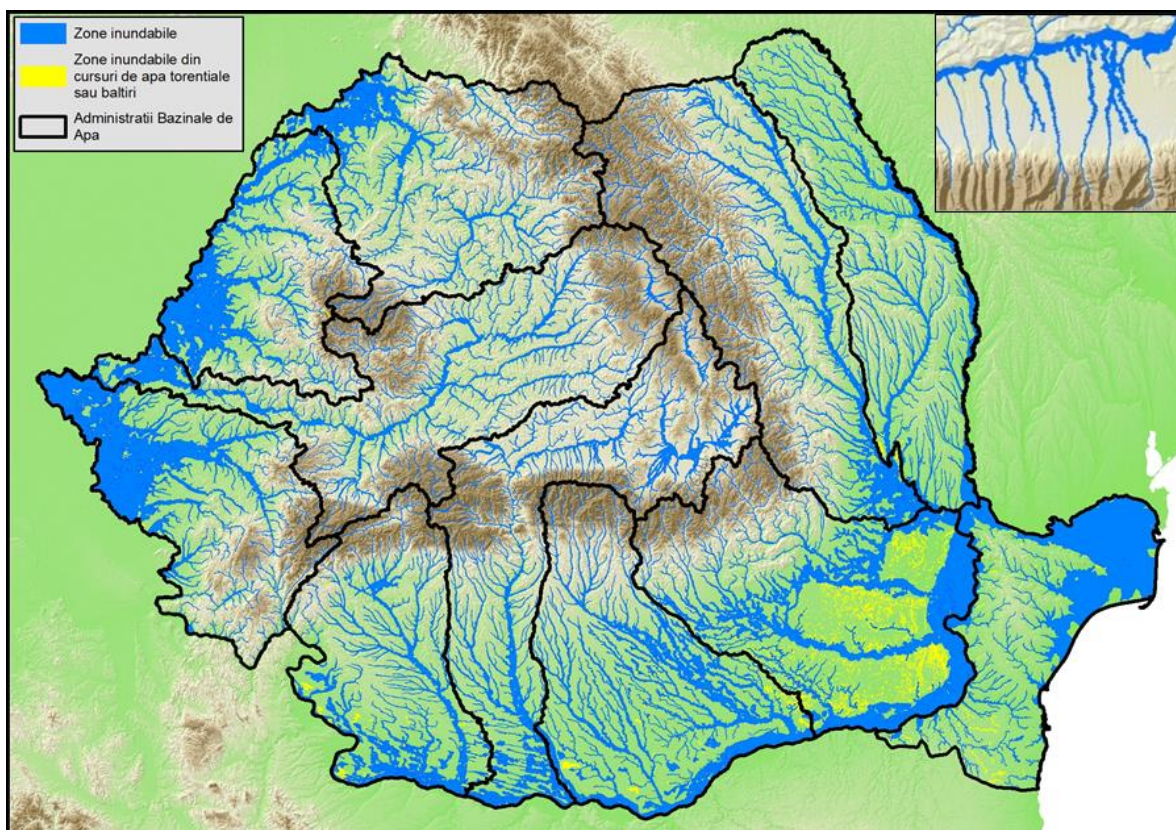 Zone inundabile
Zone inundabile din
cursuri de apa torentiale
sau baltiri
Administratii Bazinale de
Apa